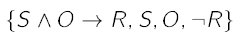 {S ∧ O → R, S, O, ¬R}